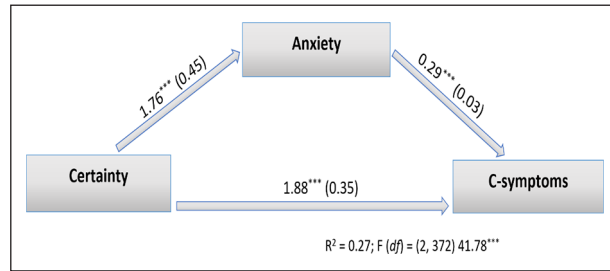 Anxiety
1.76*** (0.45)
0.29*** (0.03)
Certainty
C-symptoms
1.88*** (0.35)
R² = 0.27; F (df) = (2, 372) 41.78***